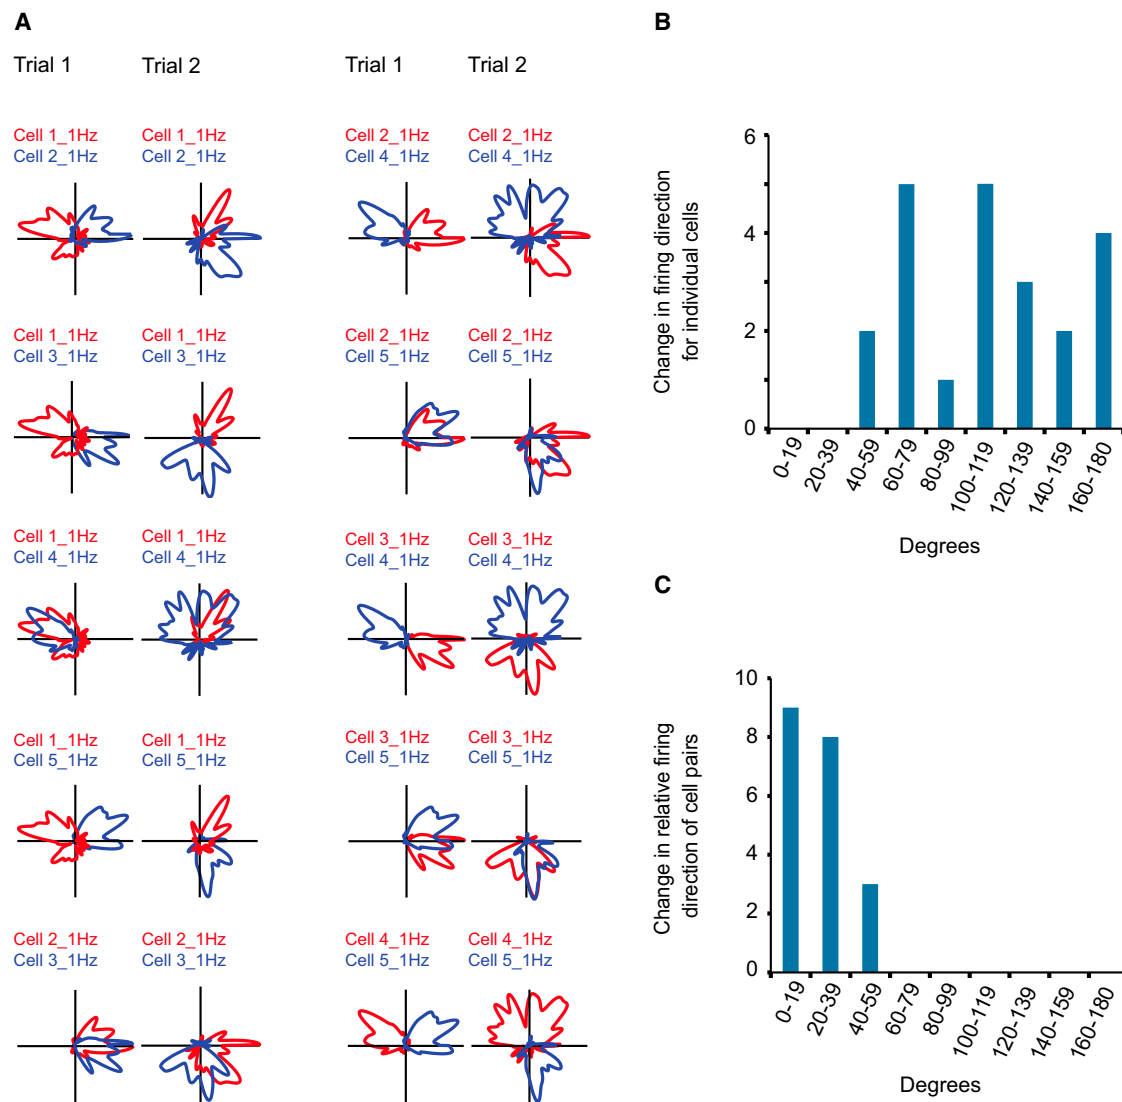 A
Trial 1
Trial 2
Trial 1
Trial 2
Cell 1_1Hz
Cell 2_1Hz
Cell 1_1Hz
Cell 2_1Hz
Cell 2_1Hz
Cell 4_1Hz
Cell 2_1Hz
Cell 4_1Hz
Cell 1_1Hz
Cell 3_1Hz
Cell 1_1Hz
Cell 3_1Hz
Cell 2_1Hz
Cell 5_1Hz
Cell 2_1Hz
Cell 5_1Hz
Cell 1_1Hz
Cell 4_1Hz
Cell 1_1Hz
Cell 4_1Hz
Cell 3_1Hz
Cell 4_1Hz
Cell 3_1Hz
Cell 4_1Hz
Cell 1_1Hz
Cell 5_1Hz
Cell 1_1Hz
Cell 5_1Hz
Cell 3_1Hz
Cell 5_1Hz
Cell 3_1Hz
Cell 5_1Hz
Cell 2_1Hz
Cell 3_1Hz
Cell 2_1Hz
Cell 3_1Hz
Cell 4_1Hz
Cell 5_1Hz
Cell 4_1Hz
Cell 5_1Hz
B
Change in firing direction
for individual cells
6
4
2
0
0-19
20-39
40-59
60-79
80-99
100-119
120-139
140-159
160-180
Degrees
C
Change in relative firing
direction of cell pairs
10
8
6
4
2
0
0-19
20-39
40-59
60-79
80-99
100-119
120-139
140-159
160-180
Degrees